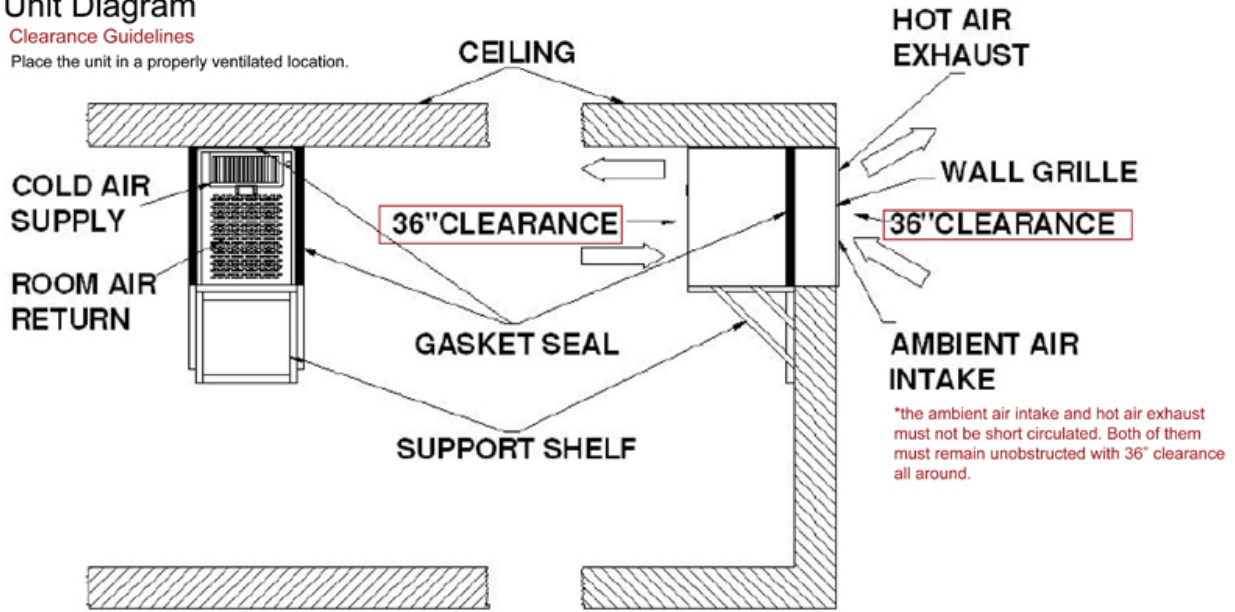 Unit Diagram
Clearance Guidelines
Place the unit in a properly ventilated location.
CEILING
HOT AIR
EXHAUST
COLD AIR
SUPPLY
WALL GRILLE
36"CLEARANCE
36"CLEARANCE
ROOM AIR
RETURN
GASKET SEAL
AMBIENT AIR
INTAKE
*the ambient air intake and hot air exhaust
must not be short circulated. Both of them
must remain unobstructed with 36" clearance
all around.
SUPPORT SHELF